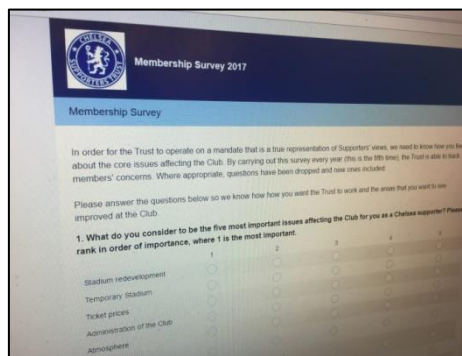 CHELSEA
SUPPORTERS TRUST
Membership Survey 2017
Membership Survey
In order for the Trust to operate on a mandate that is a true representation of Supporters' views, we need to know how you fee
about the core issues affecting the Club. By carrying out this survey every year (this is the fifth time), the Trust is able to track
members' concerns. Where appropriate, questions have been dropped and new ones included.
Please answer the questions below so we know how how you want the Trust to work and the areas that you want to see
improved at the Club.
1. What do you consider to be the five most important issues affecting the Club for you as a Chelsea supporter? Please
rank in order of importance, where 1 is the most important.
1 2 3 4 5
Stadium redevelopment
Temporary Stadium
Ticket prices
Administration of the Club
Atmosphere